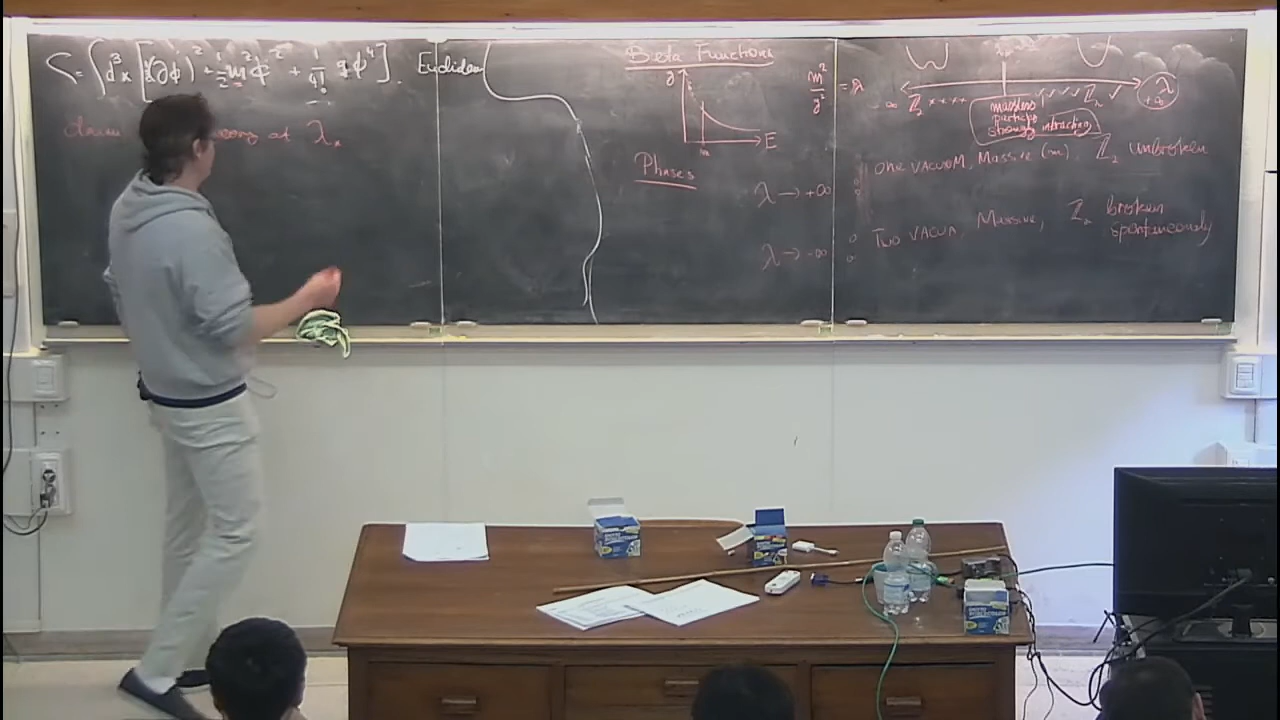 S = ∫d³x [½(∂φ)² + ½m²φ² + 1/4! gφ⁴]. Euclidean
at λ*
Beta Functions
g
E
m
m²/g² = λ
-∞ Z₂ ×××× ✓✓✓✓ Z₂ ✓ λ +∞
massless
particle
strongly interacting
Phases
λ → +∞ : one vacuum, Massive (m), Z₂ unbroken
λ → -∞ : Two vacua, Massive, Z₂ broken
spontaneously